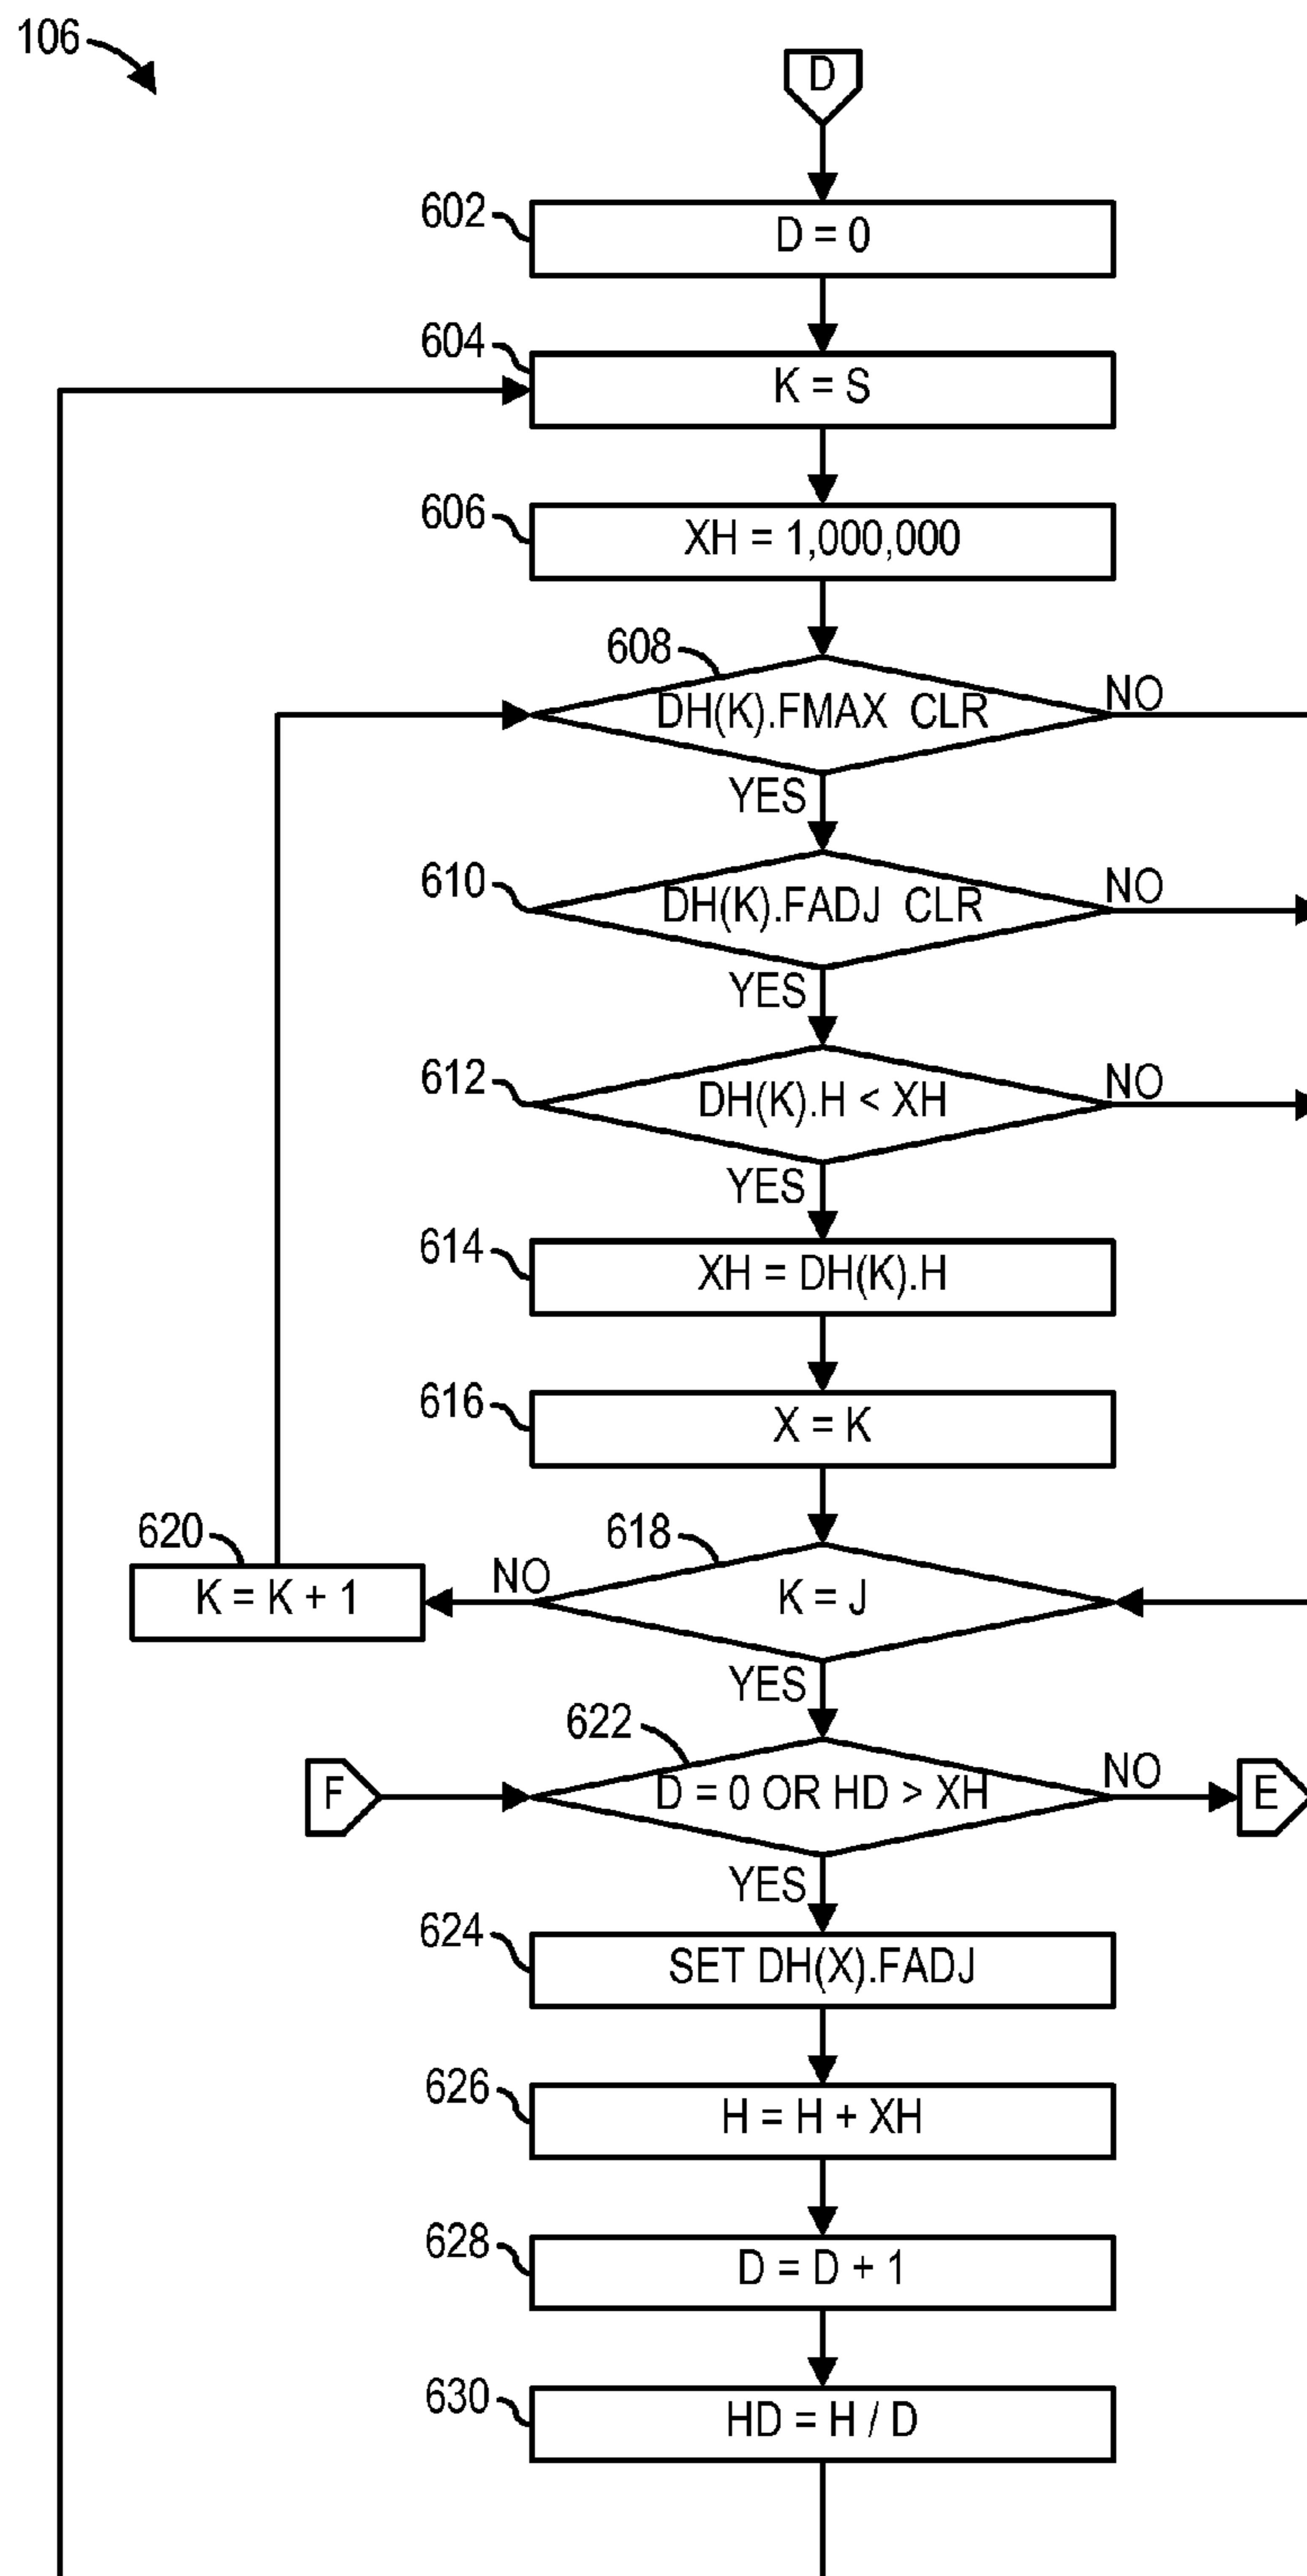 106
D
602
D = 0
604
K = S
606
XH = 1,000,000
608
DH(K).FMAX CLR
NO
YES
610
DH(K).FADJ CLR
NO
YES
612
DH(K).H < XH
NO
YES
614
XH = DH(K).H
616
X = K
620
K = K + 1
NO
618
K = J
YES
622
F
D = 0 OR HD > XH
NO
E
YES
624
SET DH(X).FADJ
626
H = H + XH
628
D = D + 1
630
HD = H / D